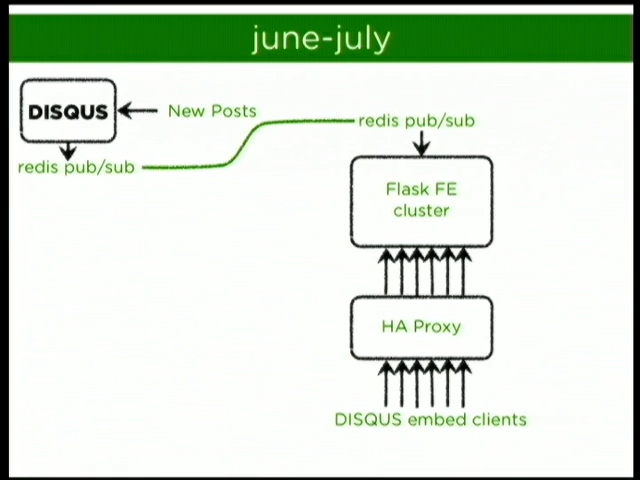 june-july
DISQUS
New Posts
redis pub/sub
redis pub/sub
Flask FE
cluster
HA Proxy
DISQUS embed clients